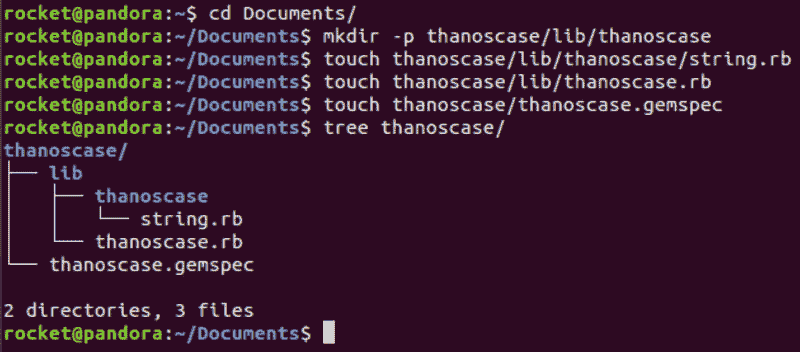 rocket@pandora:~$ cd Documents/
rocket@pandora:~/Documents$ mkdir -p thanoscase/lib/thanoscase
rocket@pandora:~/Documents$ touch thanoscase/lib/thanoscase/string.rb
rocket@pandora:~/Documents$ touch thanoscase/lib/thanoscase.rb
rocket@pandora:~/Documents$ touch thanoscase/thanoscase.gemspec
rocket@pandora:~/Documents$ tree thanoscase/
thanoscase/
├── lib
│   ├── thanoscase
│   │   └── string.rb
│   └── thanoscase.rb
└── thanoscase.gemspec

2 directories, 3 files
rocket@pandora:~/Documents$